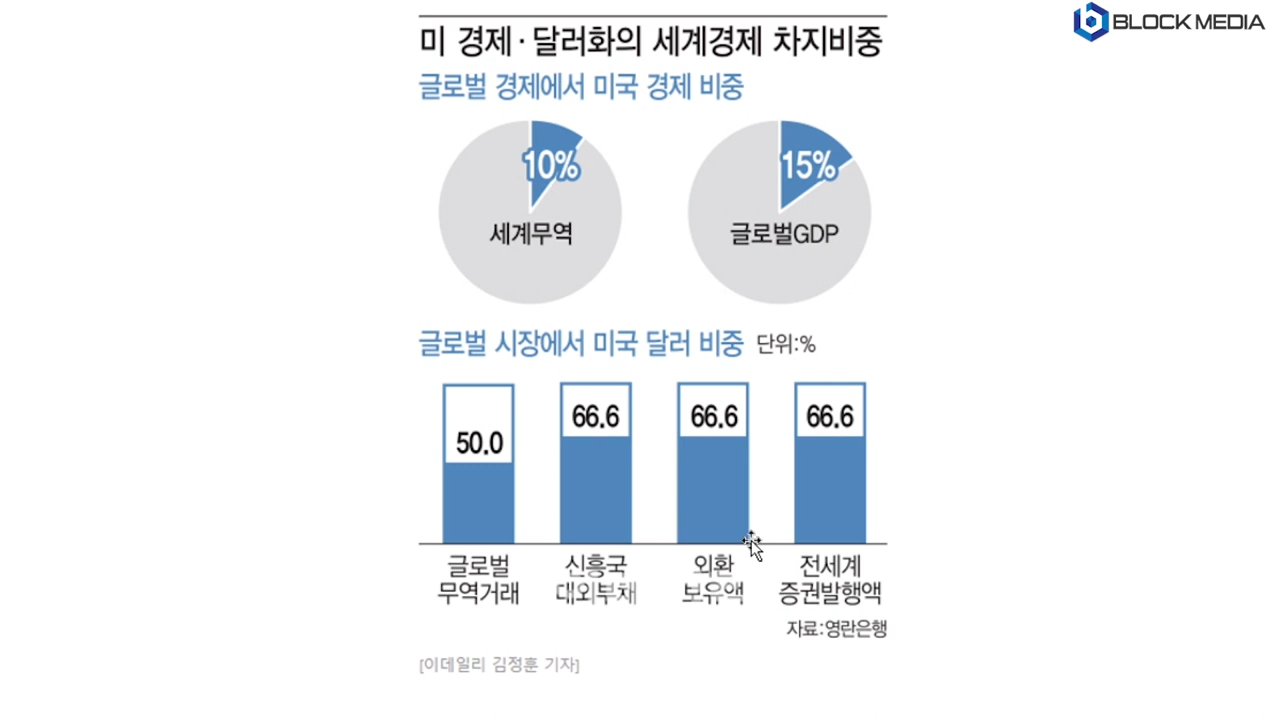 BLOCK MEDIA
미 경제·달러화의 세계경제 차지비중
글로벌 경제에서 미국 경제 비중
10%
세계무역
15%
글로벌GDP
글로벌 시장에서 미국 달러 비중 단위:%
50.0
66.6
66.6
66.6
글로벌
무역거래
신흥국
대외부채
외환
보유액
전세계
증권발행액
자료:영란은행
[이데일리 김정훈 기자]